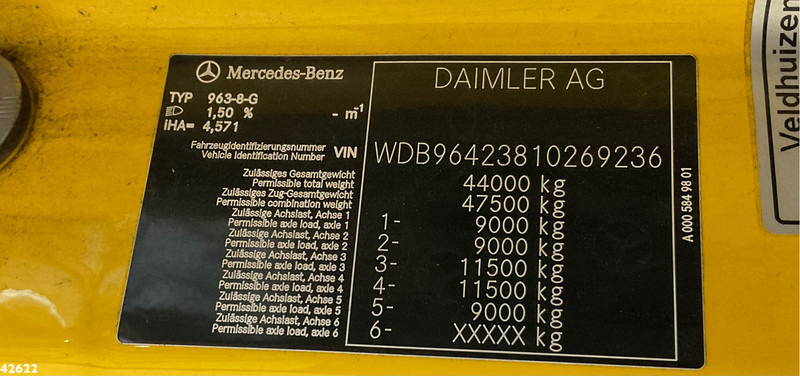 Mercedes-Benz
TYP 963-8-G
1,50 % - m-1
iHA= 4,571
DAIMLER AG
Fahrzeugidentifizierungsnummer
Vehicle Identification Number VIN WDB96423810269236
Zulässiges Gesamtgewicht
Permissible total weight 44000 kg
Zulässiges Zug-Gesamtgewicht
Permissible combination weight 47500 kg
Zulässige Achslast, Achse 1
Permissible axle load, axle 1 1- 9000 kg
Zulässige Achslast, Achse 2
Permissible axle load, axle 2 2- 9000 kg
Zulässige Achslast, Achse 3
Permissible axle load, axle 3 3- 11500 kg
Zulässige Achslast, Achse 4
Permissible axle load, axle 4 4- 11500 kg
Zulässige Achslast, Achse 5
Permissible axle load, axle 5 5- 9000 kg
Zulässige Achslast, Achse 6
Permissible axle load, axle 6 6- XXXXX kg
A 000 584 98 01
Veldhuizen
42622